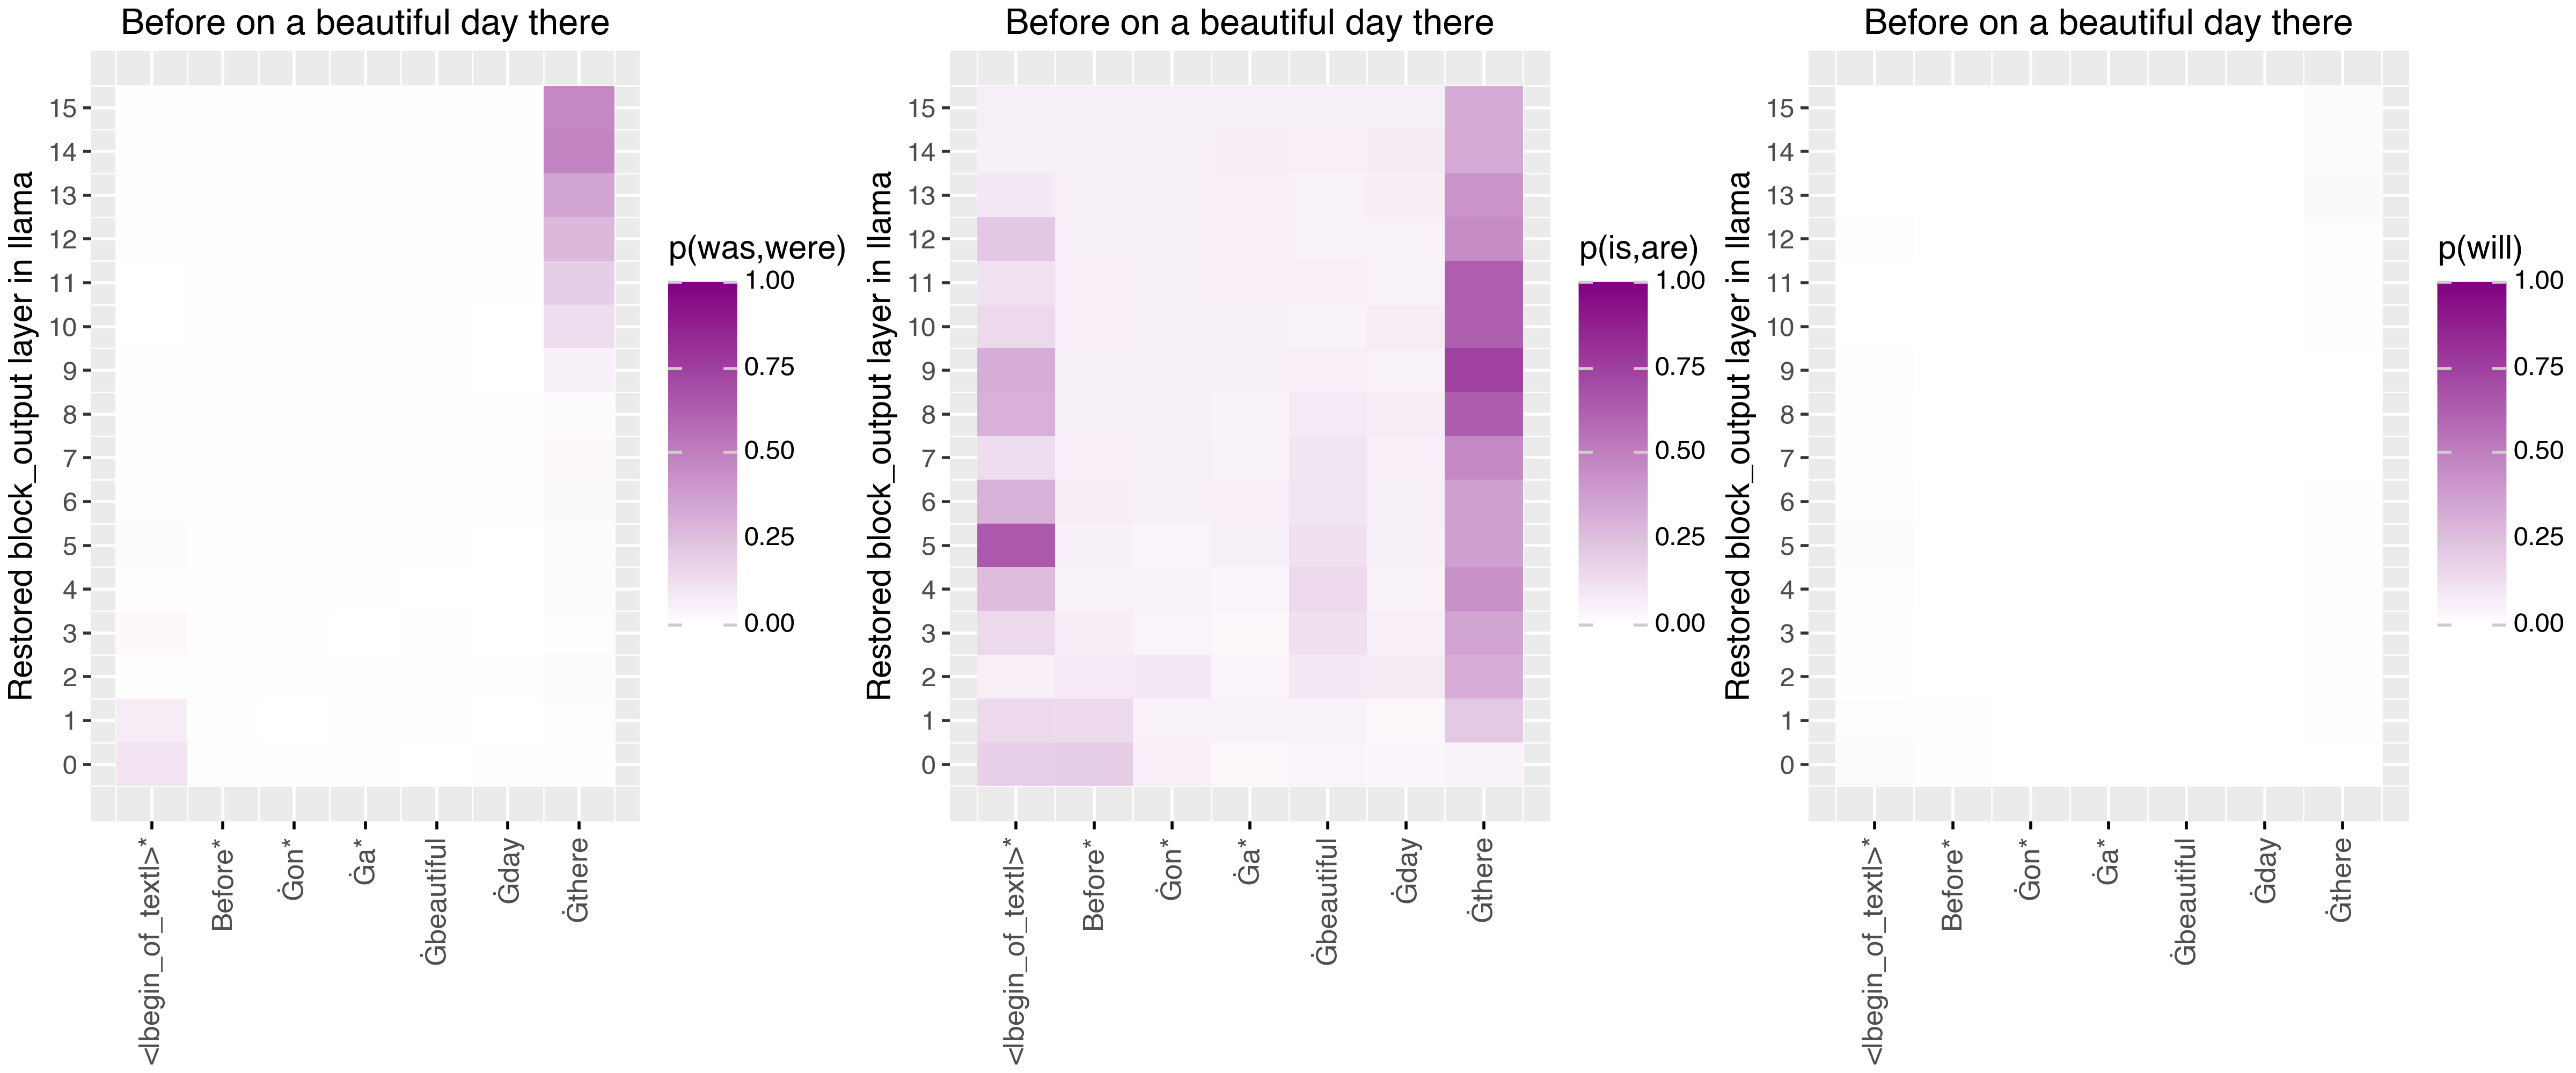 Before on a beautiful day there
Restored block_output layer in llama
15
14
13
12
11
10
9
8
7
6
5
4
3
2
1
0
<|begin_of_text|>*
Before*
Ġon*
Ġa*
Ġbeautiful
Ġday
Ġthere
p(was,were)
1.00
0.75
0.50
0.25
0.00
Before on a beautiful day there
Restored block_output layer in llama
15
14
13
12
11
10
9
8
7
6
5
4
3
2
1
0
<|begin_of_text|>*
Before*
Ġon*
Ġa*
Ġbeautiful
Ġday
Ġthere
p(is,are)
1.00
0.75
0.50
0.25
0.00
Before on a beautiful day there
Restored block_output layer in llama
15
14
13
12
11
10
9
8
7
6
5
4
3
2
1
0
<|begin_of_text|>*
Before*
Ġon*
Ġa*
Ġbeautiful
Ġday
Ġthere
p(will)
1.00
0.75
0.50
0.25
0.00